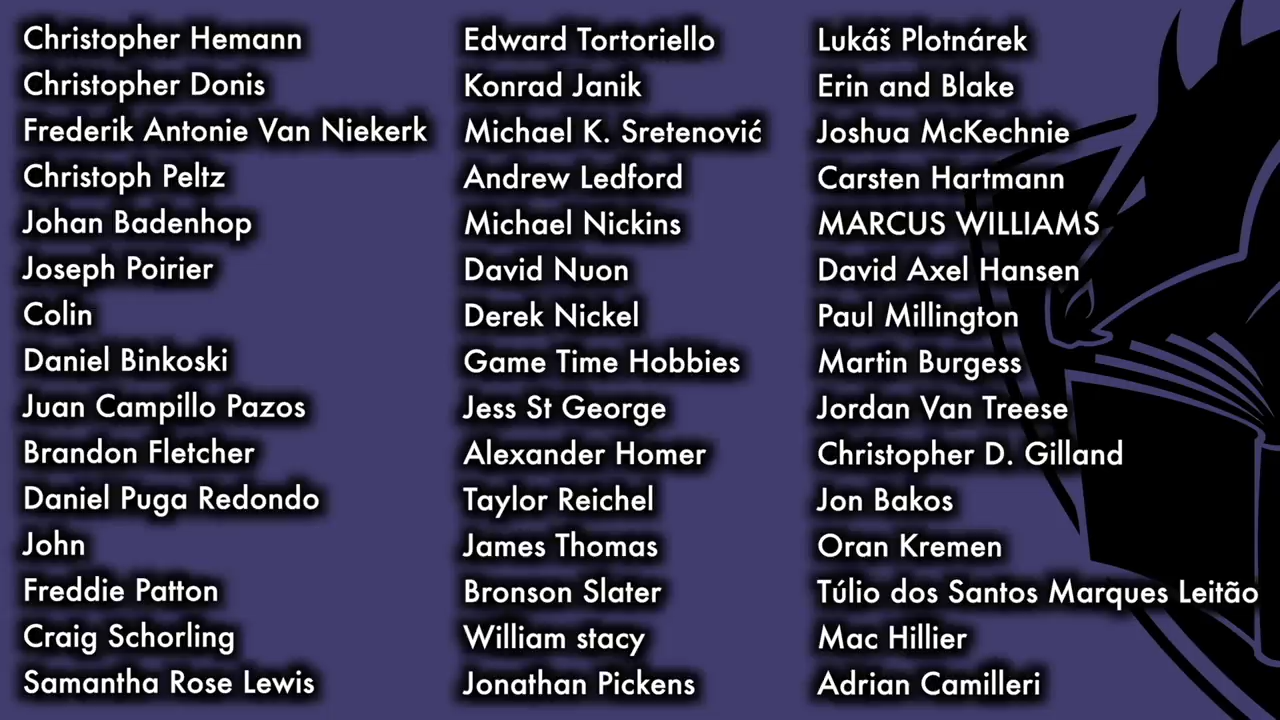 Christopher Hemann
Christopher Donis
Frederik Antonie Van Niekerk
Christoph Peltz
Johan Badenhop
Joseph Poirier
Colin
Daniel Binkoski
Juan Campillo Pazos
Brandon Fletcher
Daniel Puga Redondo
John
Freddie Patton
Craig Schorling
Samantha Rose Lewis
Edward Tortoriello
Konrad Janik
Michael K. Sretenović
Andrew Ledford
Michael Nickins
David Nuon
Derek Nickel
Game Time Hobbies
Jess St George
Alexander Homer
Taylor Reichel
James Thomas
Bronson Slater
William stacy
Jonathan Pickens
Lukáš Plotnárek
Erin and Blake
Joshua McKechnie
Carsten Hartmann
MARCUS WILLIAMS
David Axel Hansen
Paul Millington
Martin Burgess
Jordan Van Treese
Christopher D. Gilland
Jon Bakos
Oran Kremen
Túlio dos Santos Marques Leitão
Mac Hillier
Adrian Camilleri